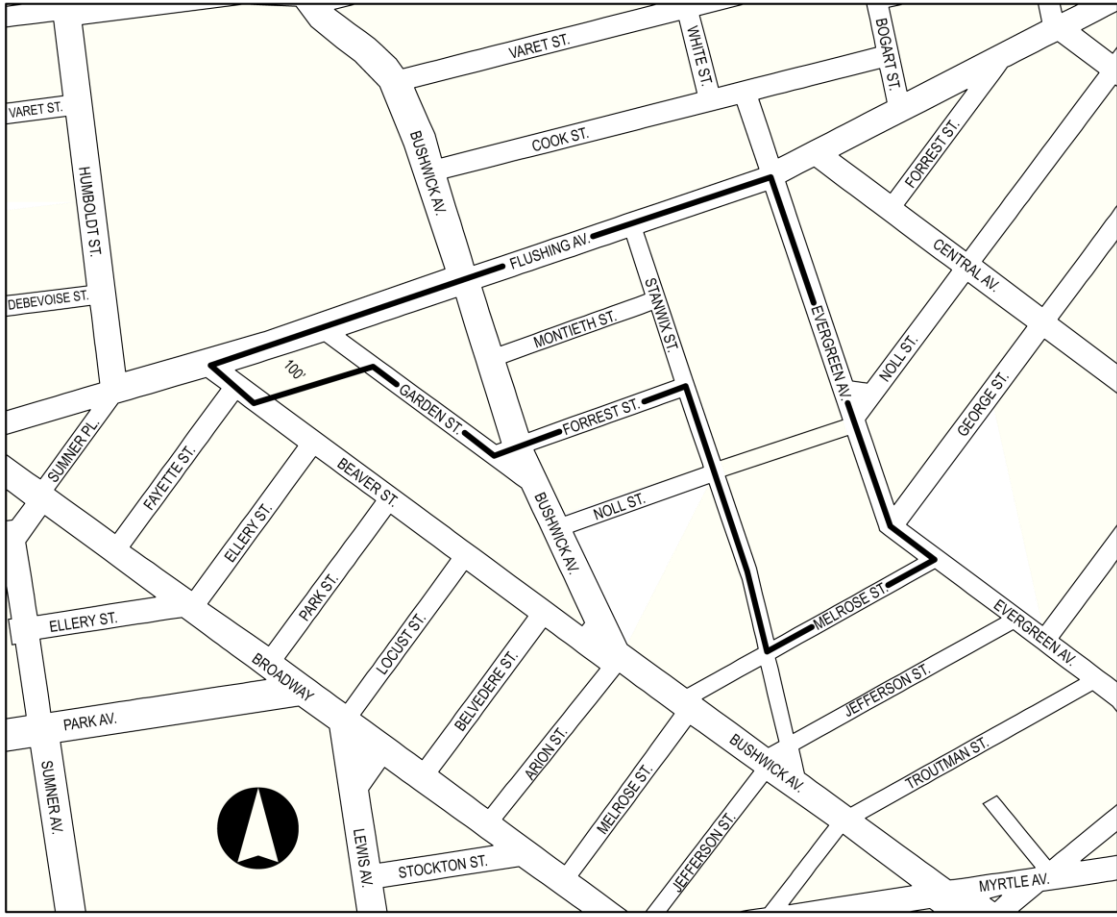 VARET ST.
WHITE ST.
BOGART ST.
VARET ST.
COOK ST.
BUSHWICK AV.
HUMBOLDT ST.
FORREST ST.
FLUSHING AV.
CENTRAL AV.
DEBEVOISE ST.
STANWIX ST.
MONTIETH ST.
EVERGREEN AV.
NOLL ST.
100'
GARDEN ST.
FORREST ST.
GEORGE ST.
SUMNER PL.
FAYETTE ST.
BEAVER ST.
ELLERY ST.
BUSHWICK AV.
NOLL ST.
PARK ST.
MELROSE ST.
ELLERY ST.
LOCUST ST.
EVERGREEN AV.
BROADWAY
BELVEDERE ST.
JEFFERSON ST.
PARK AV.
ARION ST.
BUSHWICK AV.
TROUTMAN ST.
SUMNER AV.
MELROSE ST.
LEWIS AV.
JEFFERSON ST.
STOCKTON ST.
MYRTLE AV.